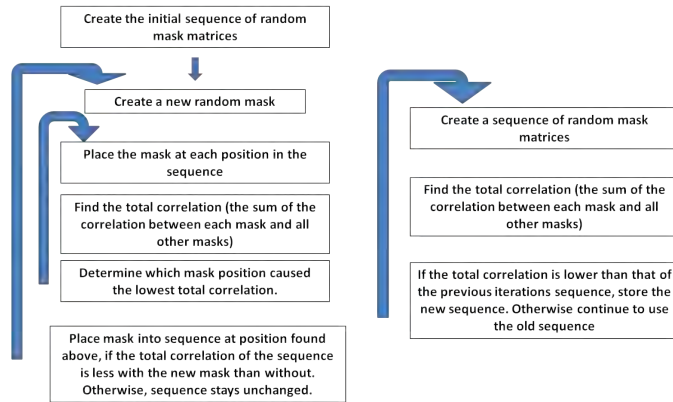 Create the initial sequence of random
mask matrices
Create a new random mask
Place the mask at each position in the
sequence
Find the total correlation (the sum of the
correlation between each mask and all
other masks)
Determine which mask position caused
the lowest total correlation.
Place mask into sequence at position found
above, if the total correlation of the sequence
is less with the new mask than without.
Otherwise, sequence stays unchanged.
Create a sequence of random mask
matrices
Find the total correlation (the sum of the
correlation between each mask and all
other masks)
If the total correlation is lower than that of
the previous iterations sequence, store the
new sequence. Otherwise continue to use
the old sequence